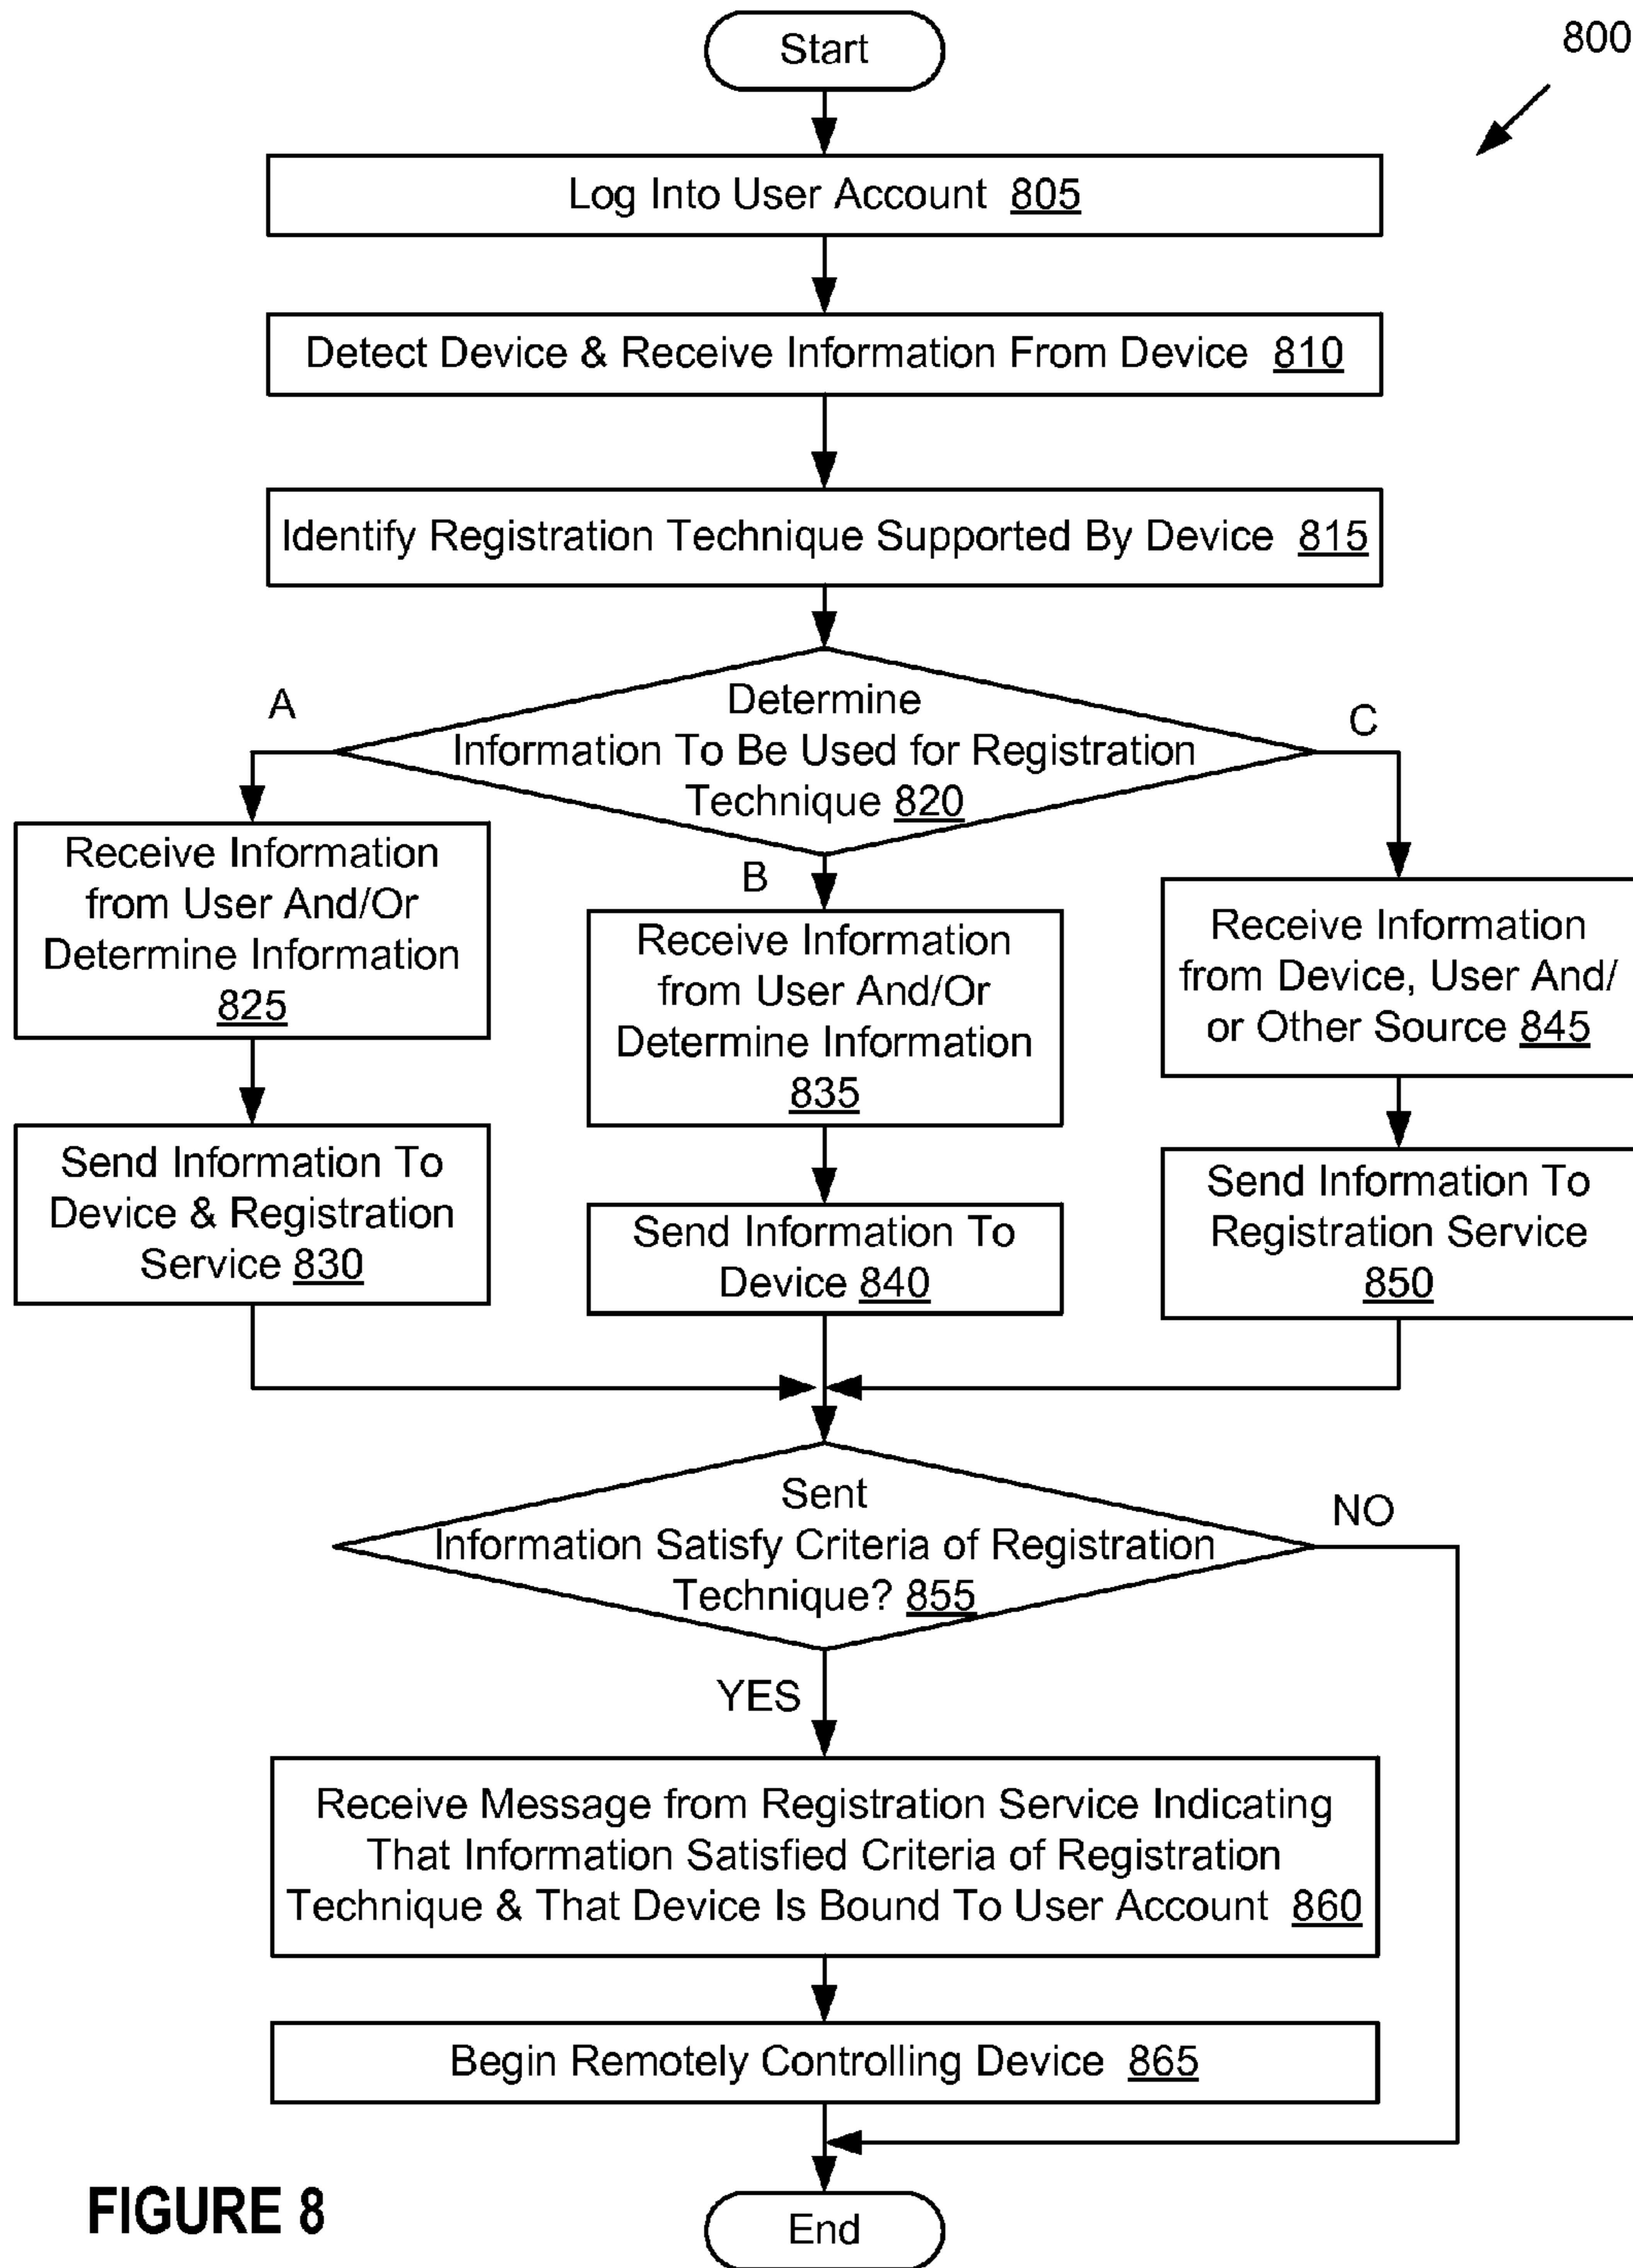 Start
800
Log Into User Account 805
Detect Device & Receive Information From Device 810
Identify Registration Technique Supported By Device 815
Determine
Information To Be Used for Registration
Technique 820
A
B
C
Receive Information
from User And/Or
Determine Information
825
Send Information To
Device & Registration
Service 830
Receive Information
from User And/Or
Determine Information
835
Send Information To
Device 840
Receive Information
from Device, User And/
or Other Source 845
Send Information To
Registration Service
850
Sent
Information Satisfy Criteria of Registration
Technique? 855
NO
YES
Receive Message from Registration Service Indicating
That Information Satisfied Criteria of Registration
Technique & That Device Is Bound To User Account 860
Begin Remotely Controlling Device 865
End
FIGURE 8